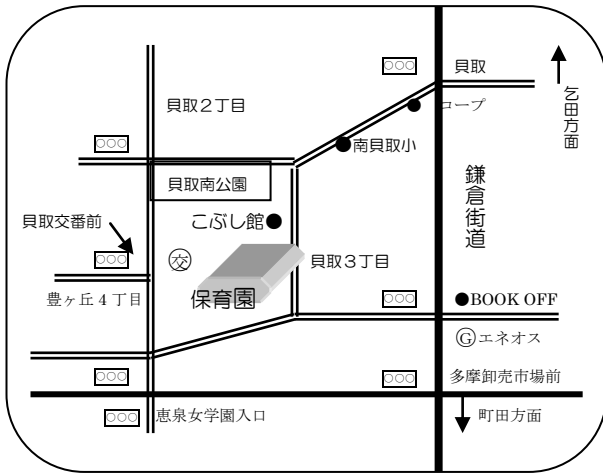 貝取
乞田方面
貝取2丁目
コープ
南貝取小
貝取南公園
鎌倉街道
貝取交番前
こぶし館
交
貝取3丁目
豊ヶ丘4丁目
保育園
BOOK OFF
Ⓖエネオス
多摩卸売市場前
恵泉女学園入口
町田方面